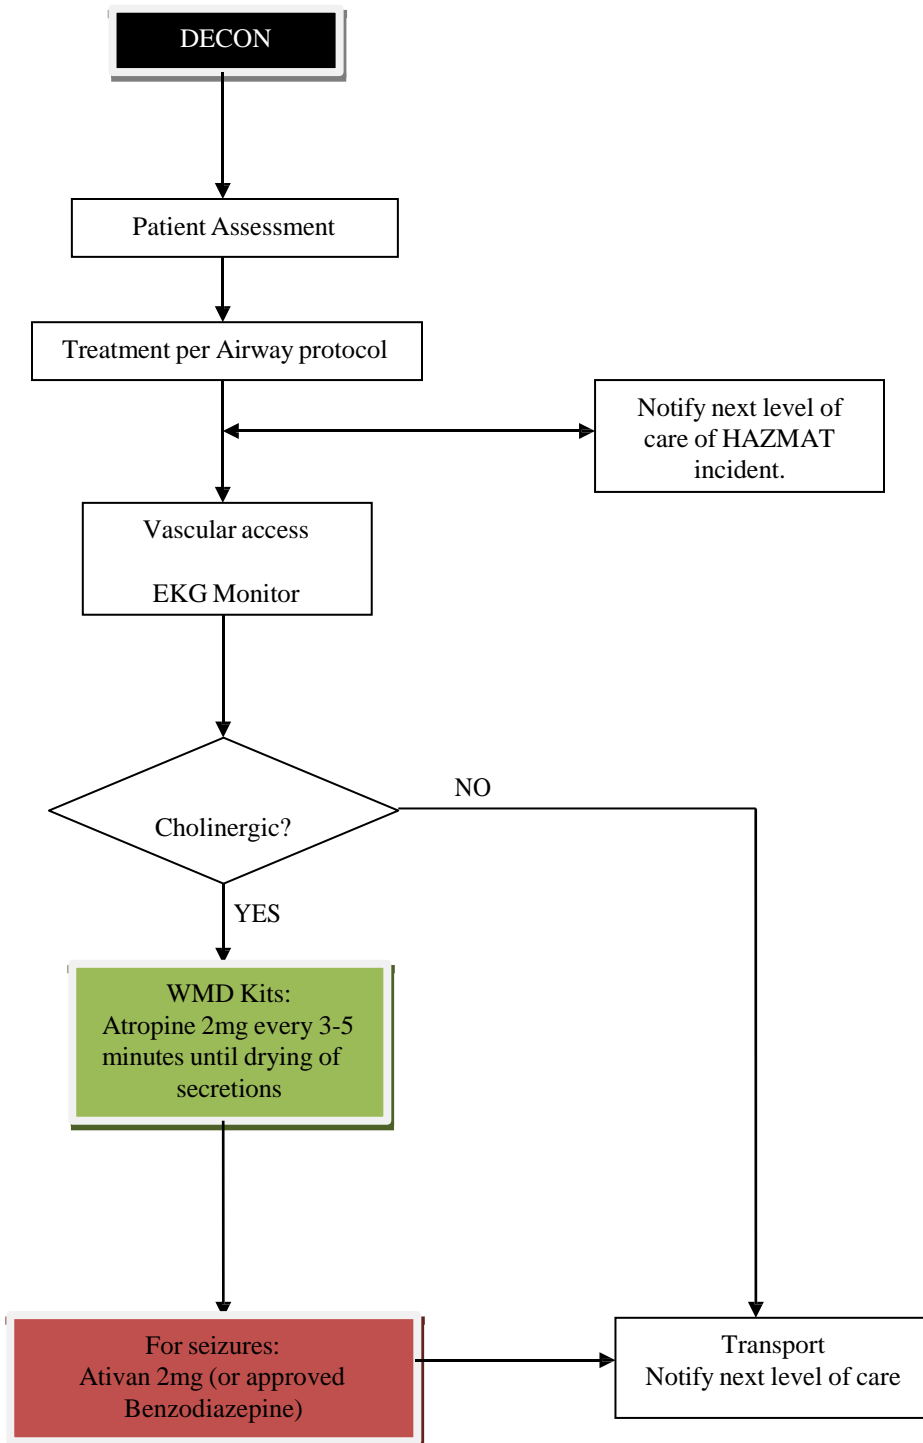 DECON
Patient Assessment
Treatment per Airway protocol
Notify next level of
care of HAZMAT
incident.
Vascular access
EKG Monitor
NO
Cholinergic?
YES
WMD Kits:
Atropine 2mg every 3-5
minutes until drying of
secretions
For seizures:
Ativan 2mg (or approved
Benzodiazepine)
Transport
Notify next level of care